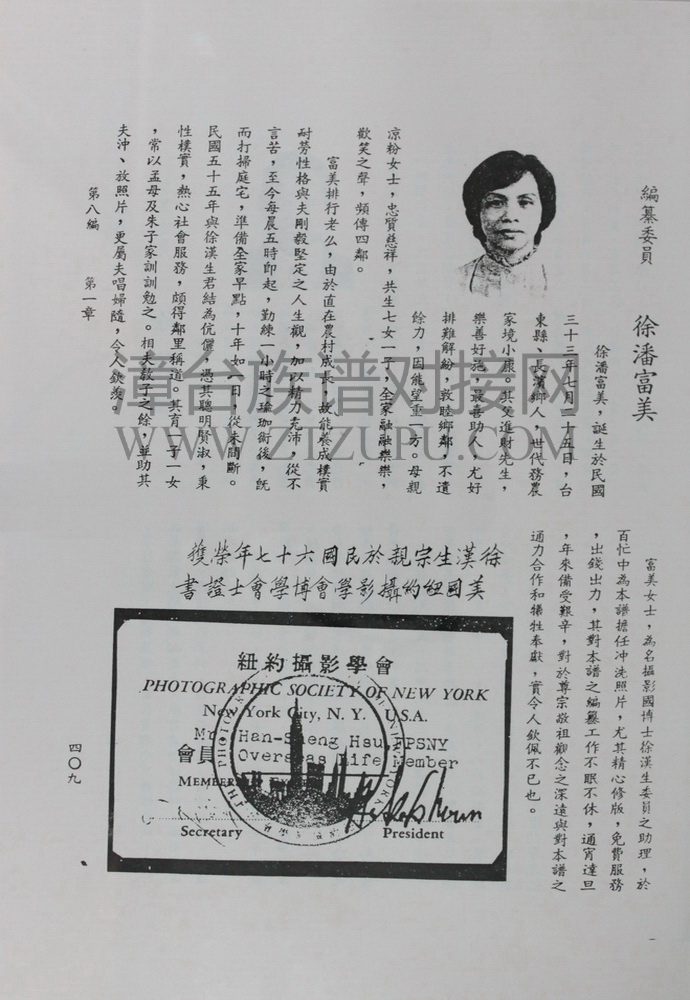 編纂委員
徐潘富美
徐潘富美，誕生於民國
三十三年七月二十五日，台
東縣、長濱鄉人，世代務農
家境小康。其父進財先生，
樂善好施，最喜助人，尤好
排難解紛，敦睦鄉鄰，不遺
餘力，因能望重一方。母親
凉粉女士，忠質慈祥，共生七女一子，全家融融樂樂，
歡笑之聲，頻傳四鄰。
富美排行老么，由於直在農村成長，故能養成樸實
耐勞性格與夫剛毅堅定之人生觀，加以精力充沛，從不
言苦，至今每晨五時即起，勤練一小時之瑜珈術後，旣
而打掃庭宅，準備全家早點，十年如一日，從未間斷。
民國五十五年與徐漢生君結為伉儷，憑其聰明賢淑，秉
性樸實，熱心社會服務，頗得鄰里稱道。其育一子一女
，常以孟母及朱子家訓訓勉之。相夫敎子之餘，並助其
夫沖、放照片，更屬夫唱婦隨，令人欽羨。
富美女士，為名攝影國博士徐漢生委員之助理，於
百忙中為本譜擔任冲洗照片，尤其精心修版，免費服務
，出錢出力，其對本譜之編纂工作不眠不休，通宵達旦
，年來備受艱辛，對於尊宗敬祖觀念之深遠與對本譜之
通力合作和犧牲奉獻，實令人欽佩不已也。
徐漢生宗親於民國六十七年榮獲
美國紐約攝影學會博學會士證書
紐約攝影學會
PHOTOGRAPHIC SOCIETY OF NEW YORK
New York City, N. Y. U.S.A.
Mr. Han-Sheng Hsu, PSNY
會員 Overseas Life Member
Secretary
President
第八編 第一章
四〇九
章台族谱对接网
WWW.ZTZUPU.COM